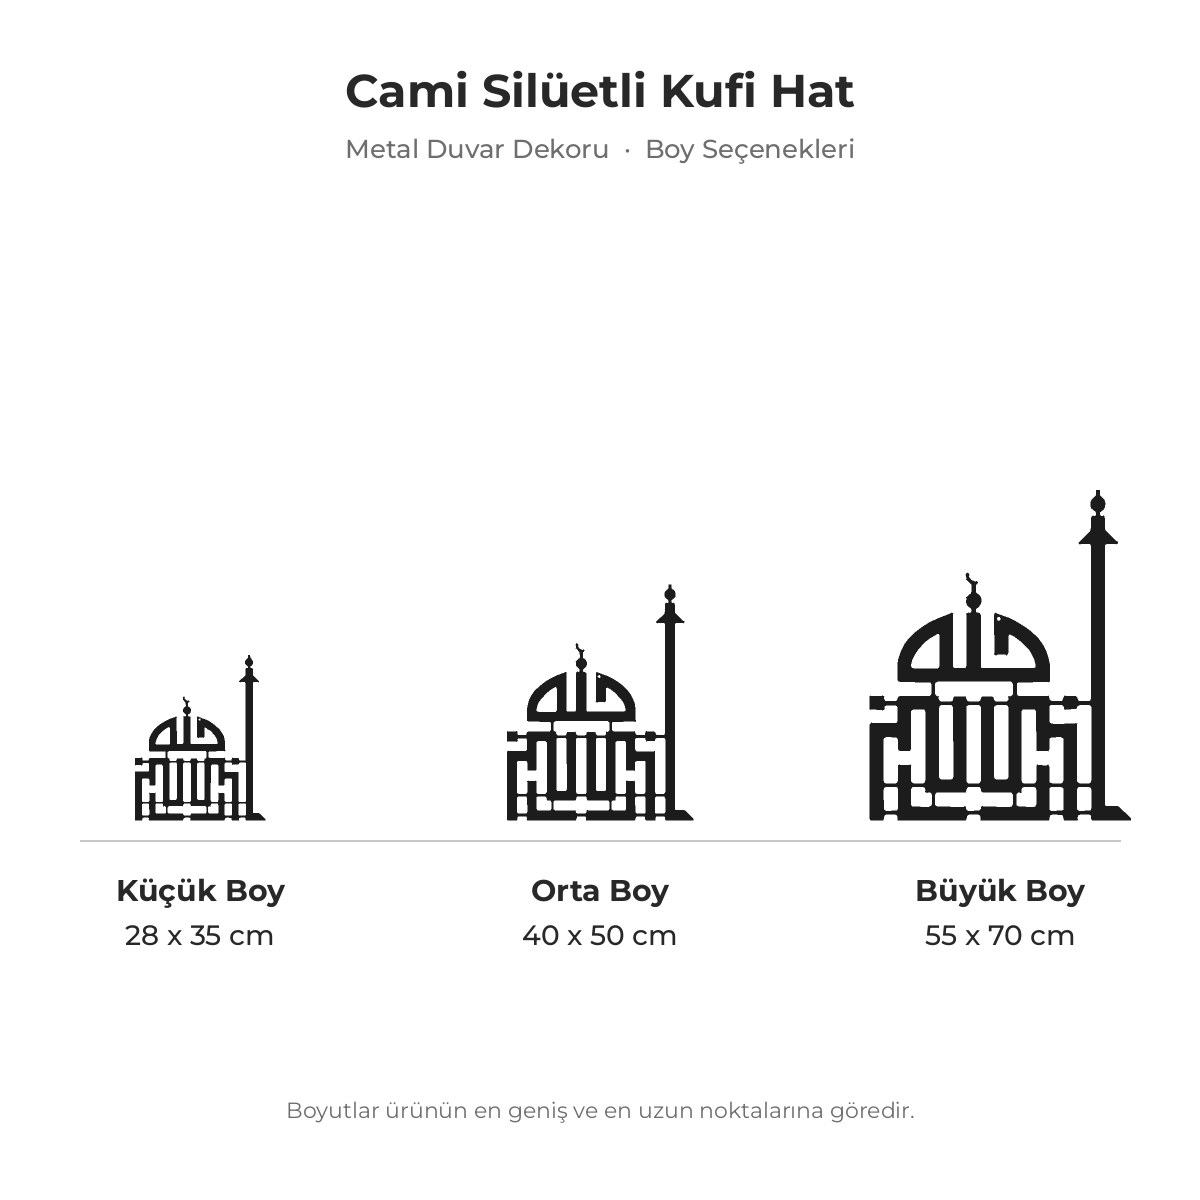 Cami Silüetli Kufi Hat
Metal Duvar Dekoru · Boy Seçenekleri
Küçük Boy
28 x 35 cm
Orta Boy
40 x 50 cm
Büyük Boy
55 x 70 cm
Boyutlar ürünün en geniş ve en uzun noktalarına göredir.